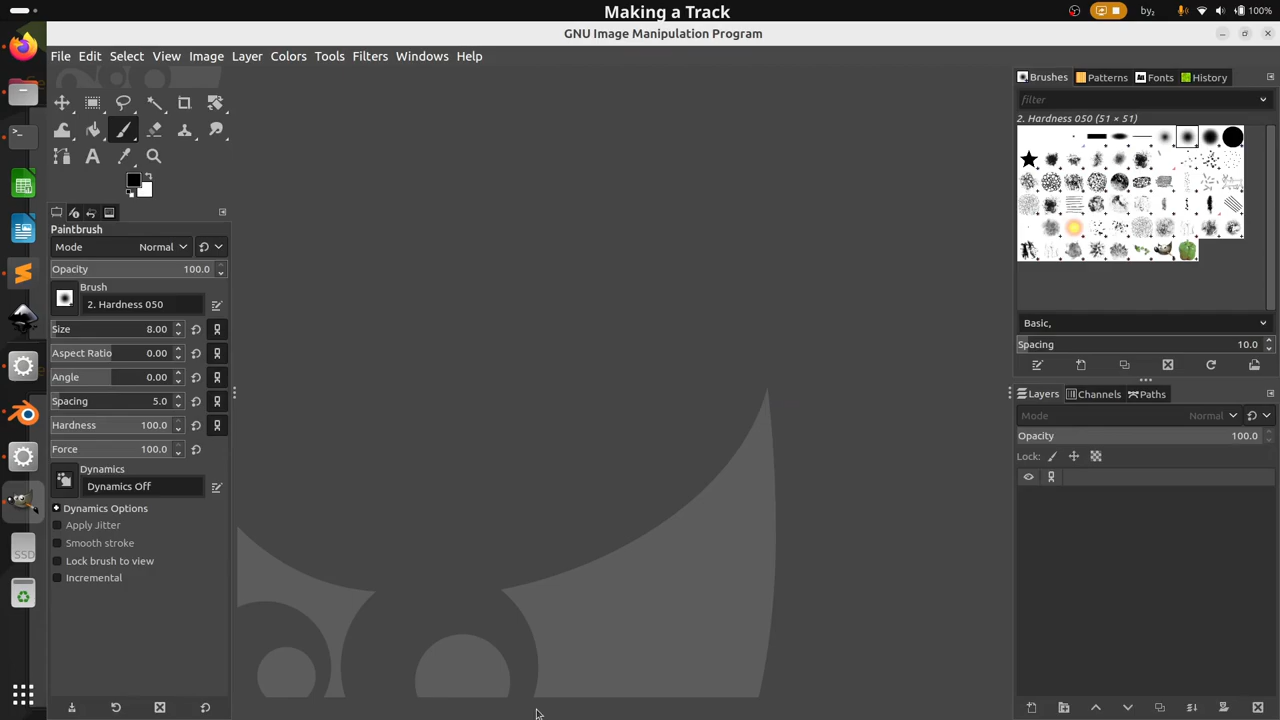 Making a Track
by₂
100%
GNU Image Manipulation Program
File Edit Select View Image Layer Colors Tools Filters Windows Help
Brushes Patterns Fonts History
filter
2. Hardness 050 (51 × 51)
Paintbrush
Mode Normal
Opacity 100.0
Brush
2. Hardness 050
Size 8.00
Aspect Ratio 0.00
Angle 0.00
Spacing 5.0
Hardness 100.0
Force 100.0
Dynamics
Dynamics Off
Dynamics Options
Apply Jitter
Smooth stroke
Lock brush to view
Incremental
Basic,
Spacing 10.0
Layers Channels Paths
Mode Normal
Opacity 100.0
Lock:
SSD